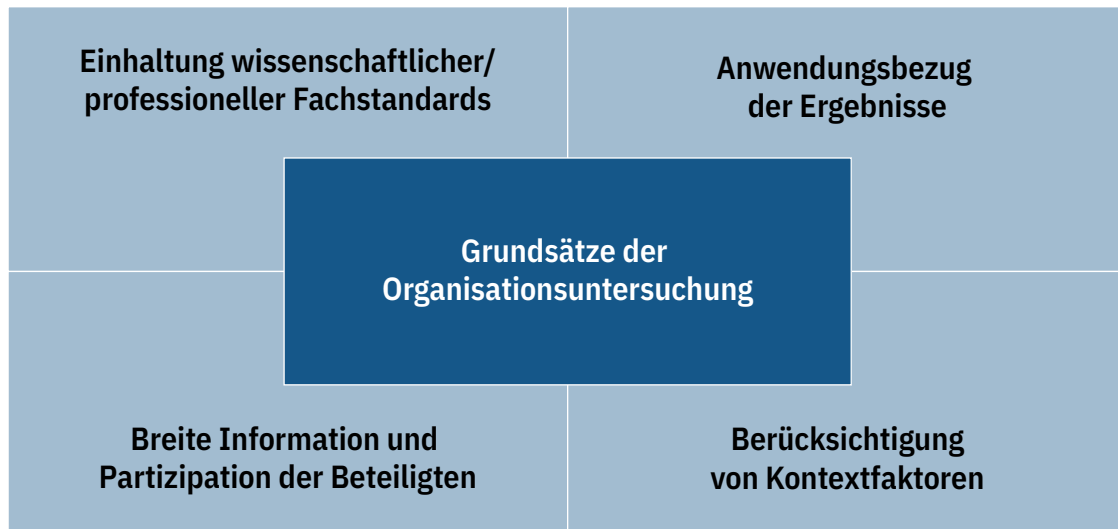 Einhaltung wissenschaftlicher/
professioneller Fachstandards
Anwendungsbezug
der Ergebnisse
Grundsätze der
Organisationsuntersuchung
Breite Information und
Partizipation der Beteiligten
Berücksichtigung
von Kontextfaktoren